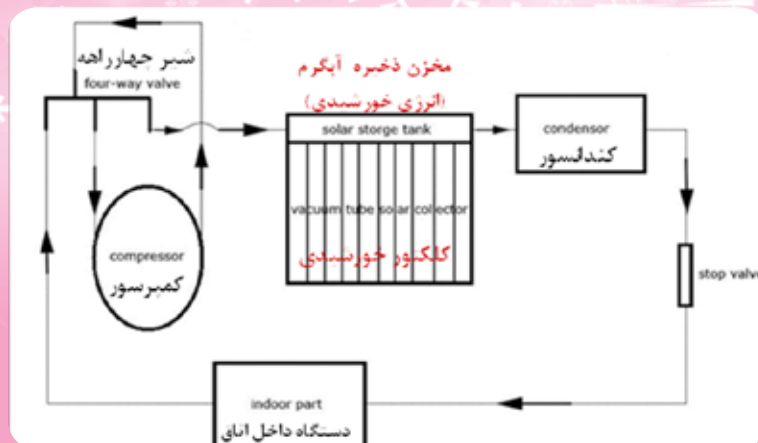 شیر چهارراهه
four-way valve
مخزن ذخیره آبگرم
(انرژی خورشیدی)
solar storge tank
condensor
کندانسور
vacuum tube solar collector
کلکتور خورشیدی
compressor
کمپرسور
stop valve
indoor part
دستگاه داخل اتاق